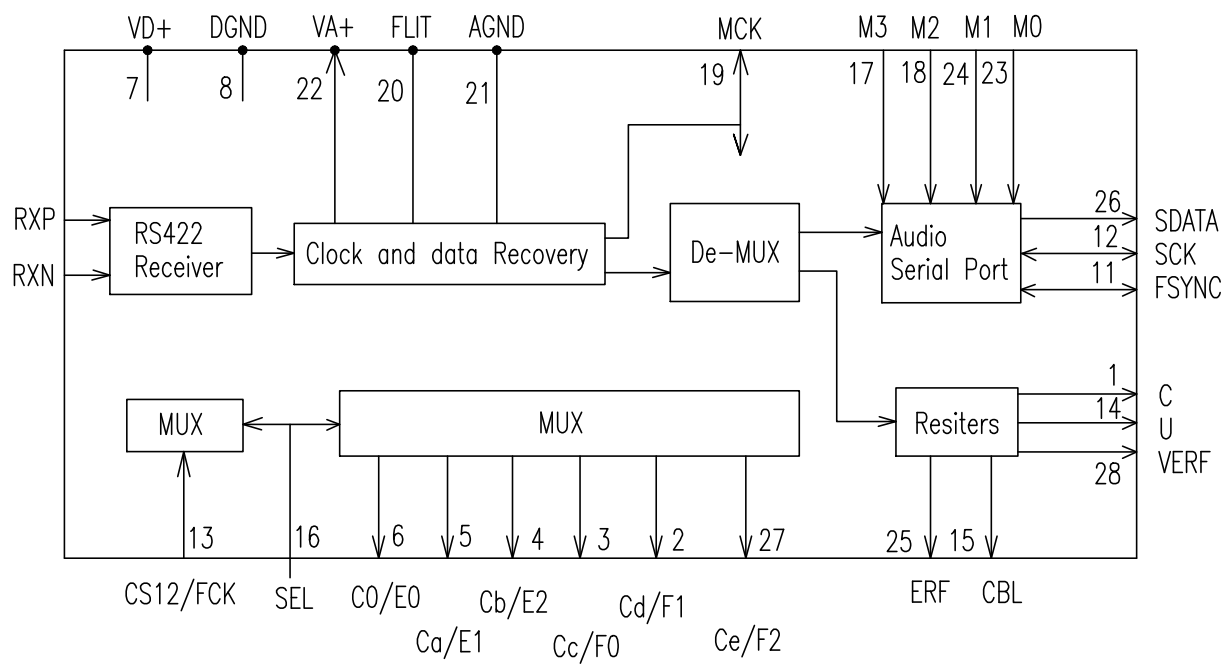 VD+ DGND VA+ FLIT AGND MCK M3 M2 M1 M0
7 8 22 20 21 19 17 18 24 23
RXP
RXN
RS422
Receiver
Clock and data Recovery
De-MUX
Audio
Serial Port
26 SDATA
12 SCK
11 FSYNC
MUX
MUX
Resiters
1 C
14 U
28 VERF
13 16 6 5 4 3 2 27 25 15
CS12/FCK SEL C0/E0 Cb/E2 Cd/F1 ERF CBL
Ca/E1 Cc/F0 Ce/F2